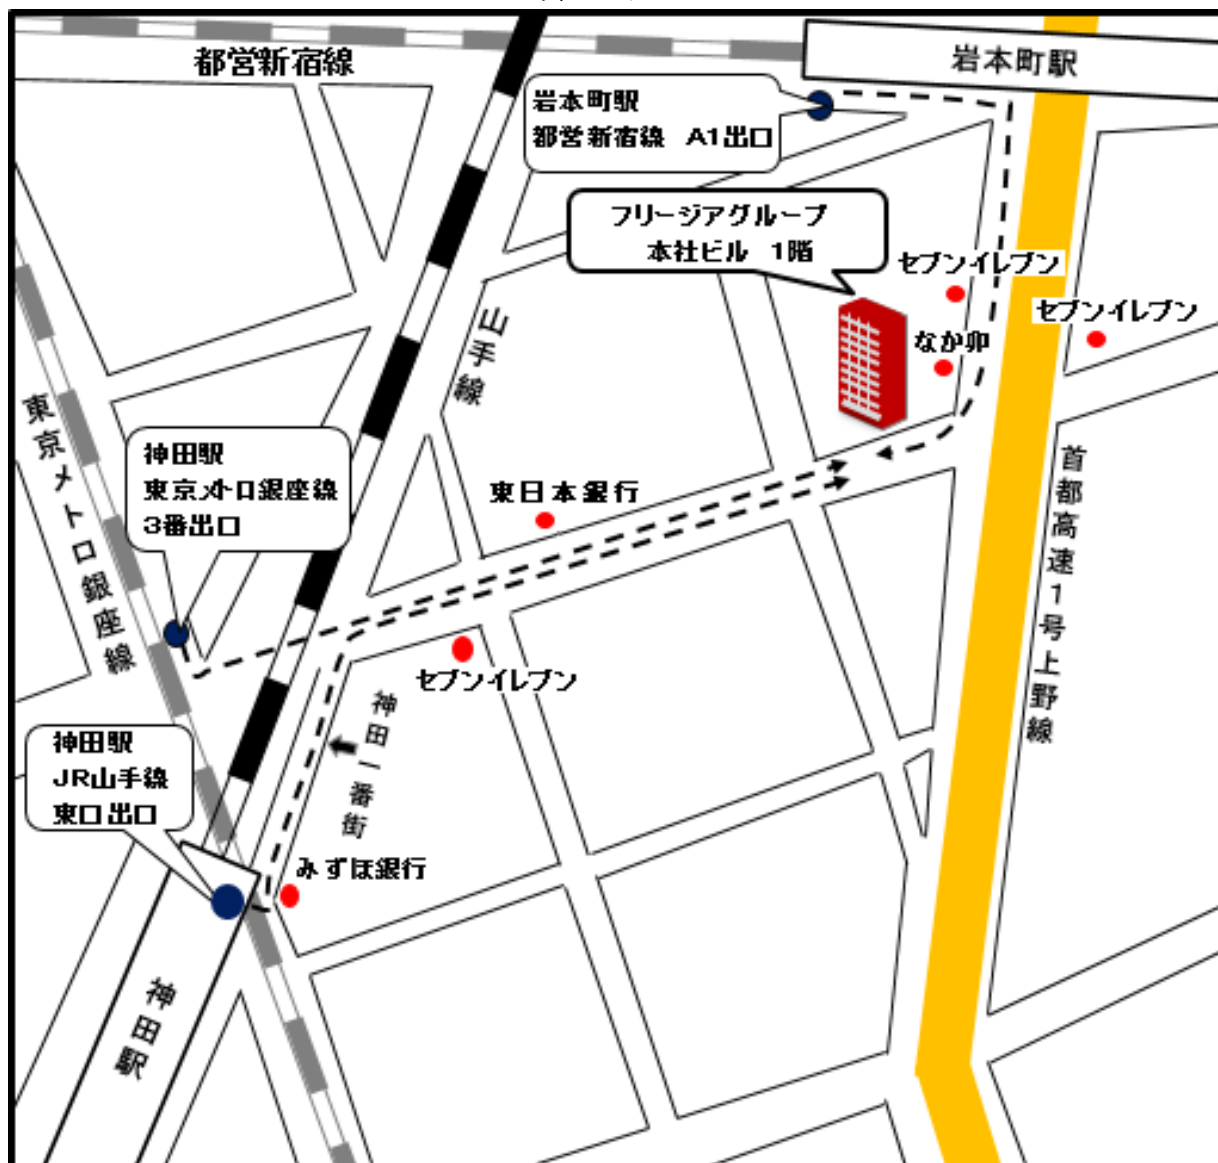 都営新宿線
岩本町駅
岩本町駅
都営新宿線 A1出口
フリージアグループ
本社ビル 1階
セブンイレブン
セブンイレブン
なか卯
山手線
東京メトロ銀座線
神田駅
東京メトロ銀座線
3番出口
東日本銀行
首都高速1号上野線
セブンイレブン
神田一番街
神田駅
JR山手線
東口出口
みずほ銀行
神田駅